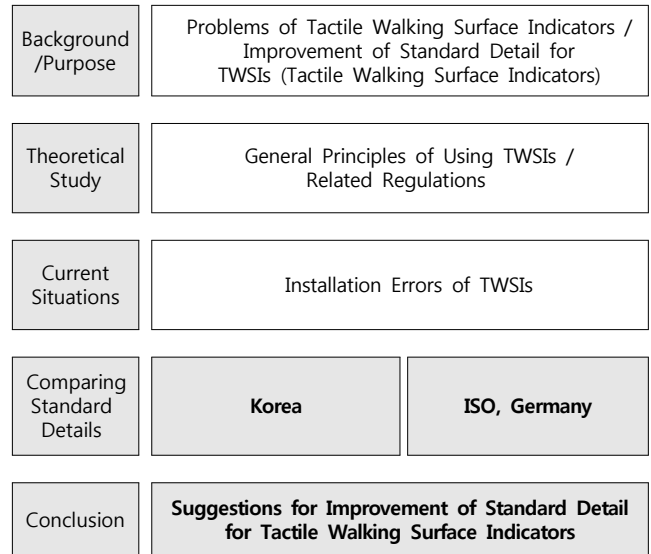 Background
/Purpose
Problems of Tactile Walking Surface Indicators /
Improvement of Standard Detail for
TWSIs (Tactile Walking Surface Indicators)
Theoretical
Study
General Principles of Using TWSIs /
Related Regulations
Current
Situations
Installation Errors of TWSIs
Comparing
Standard
Details
Korea
ISO, Germany
Conclusion
Suggestions for Improvement of Standard Detail
for Tactile Walking Surface Indicators